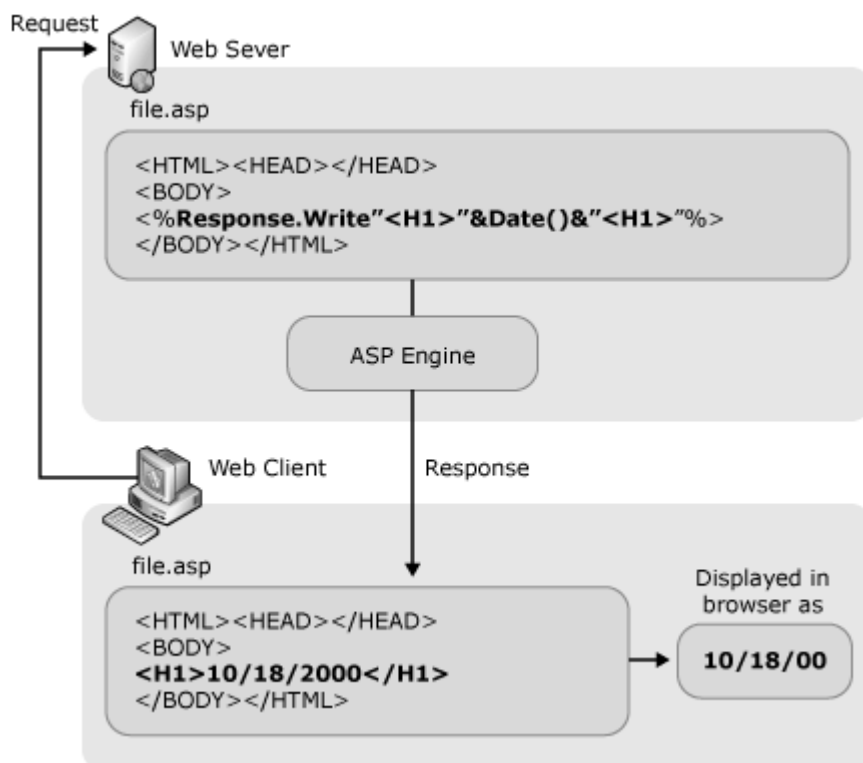 Request
Web Sever
file.asp
<HTML><HEAD></HEAD>
<BODY>
<%Response.Write”<H1>”&Date()&”<H1>”%>
</BODY></HTML>
ASP Engine
Web Client
Response
file.asp
<HTML><HEAD></HEAD>
<BODY>
<H1>10/18/2000</H1>
</BODY></HTML>
Displayed in
browser as
10/18/00